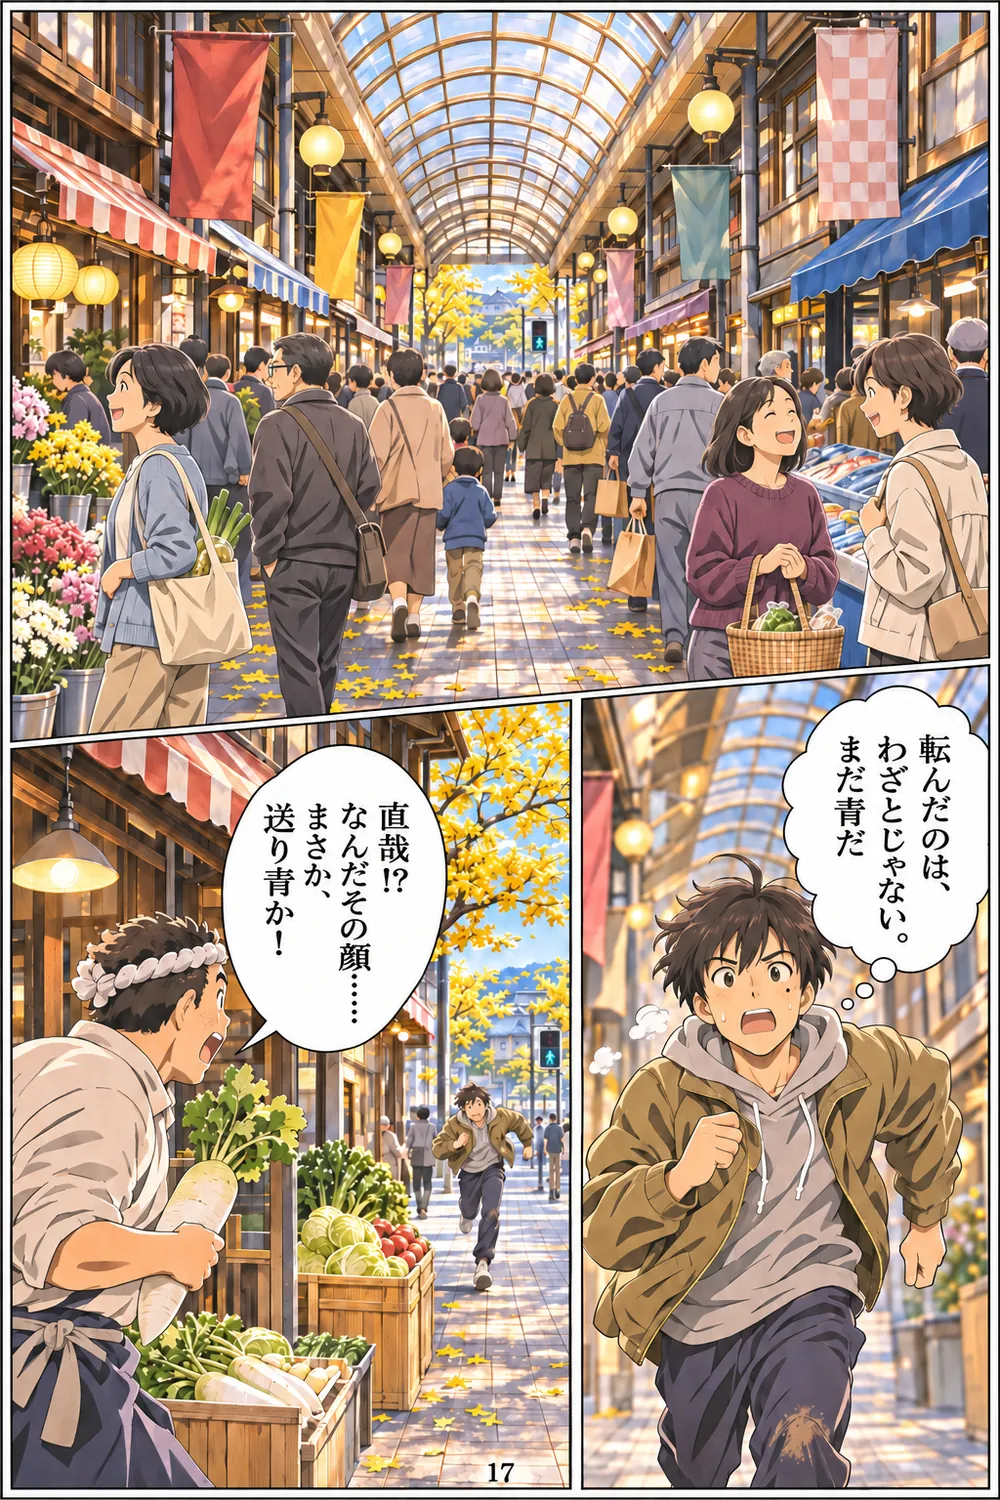 転んだのは、
わざとじゃない。
まだ青だ
直哉!?
なんだその顔……
まさか、
送り青か！
17